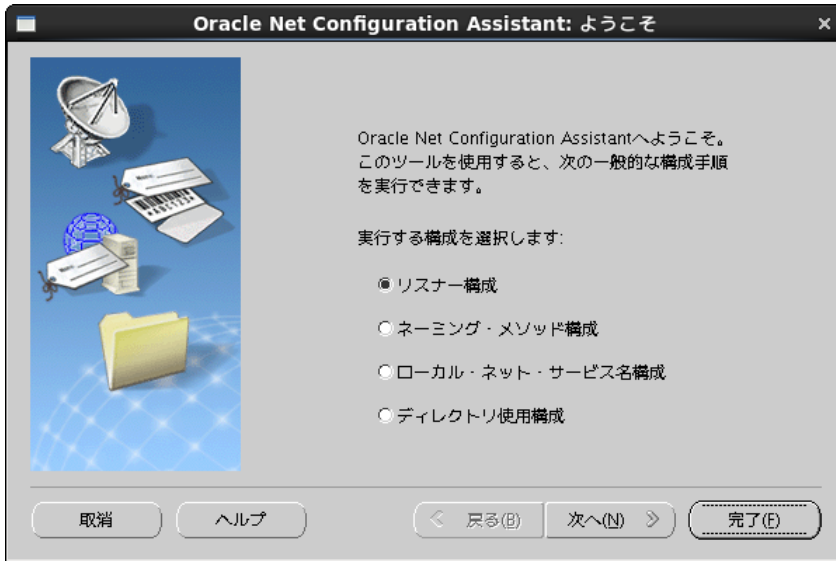 Oracle Net Configuration Assistant: ようこそ
Oracle Net Configuration Assistantへようこそ。
このツールを使用すると、次の一般的な構成手順
を実行できます。
実行する構成を選択します:
リスナー構成
ネーミング・メソッド構成
ローカル・ネット・サービス名構成
ディレクトリ使用構成
取消
ヘルプ
戻る(B)
次へ(N)
完了(F)